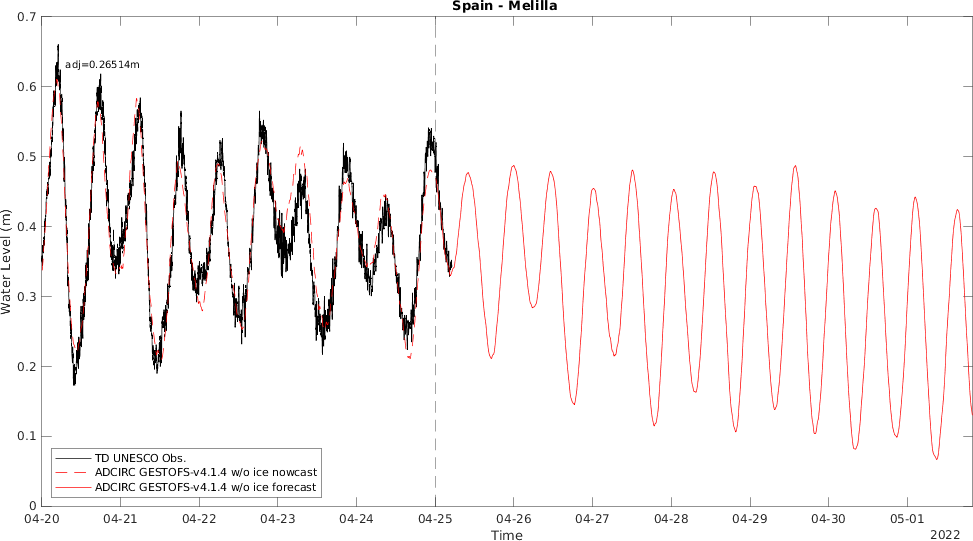 Spain - Melilla
0.7
adj=0.26514m
0.6
0.5
0.4
0.3
0.2
0.1
0
Water Level (m)
TD UNESCO Obs.
ADCIRC GESTOFS-v4.1.4 w/o ice nowcast
ADCIRC GESTOFS-v4.1.4 w/o ice forecast
04-20 04-21 04-22 04-23 04-24 04-25 04-26 04-27 04-28 04-29 04-30 05-01
Time
2022